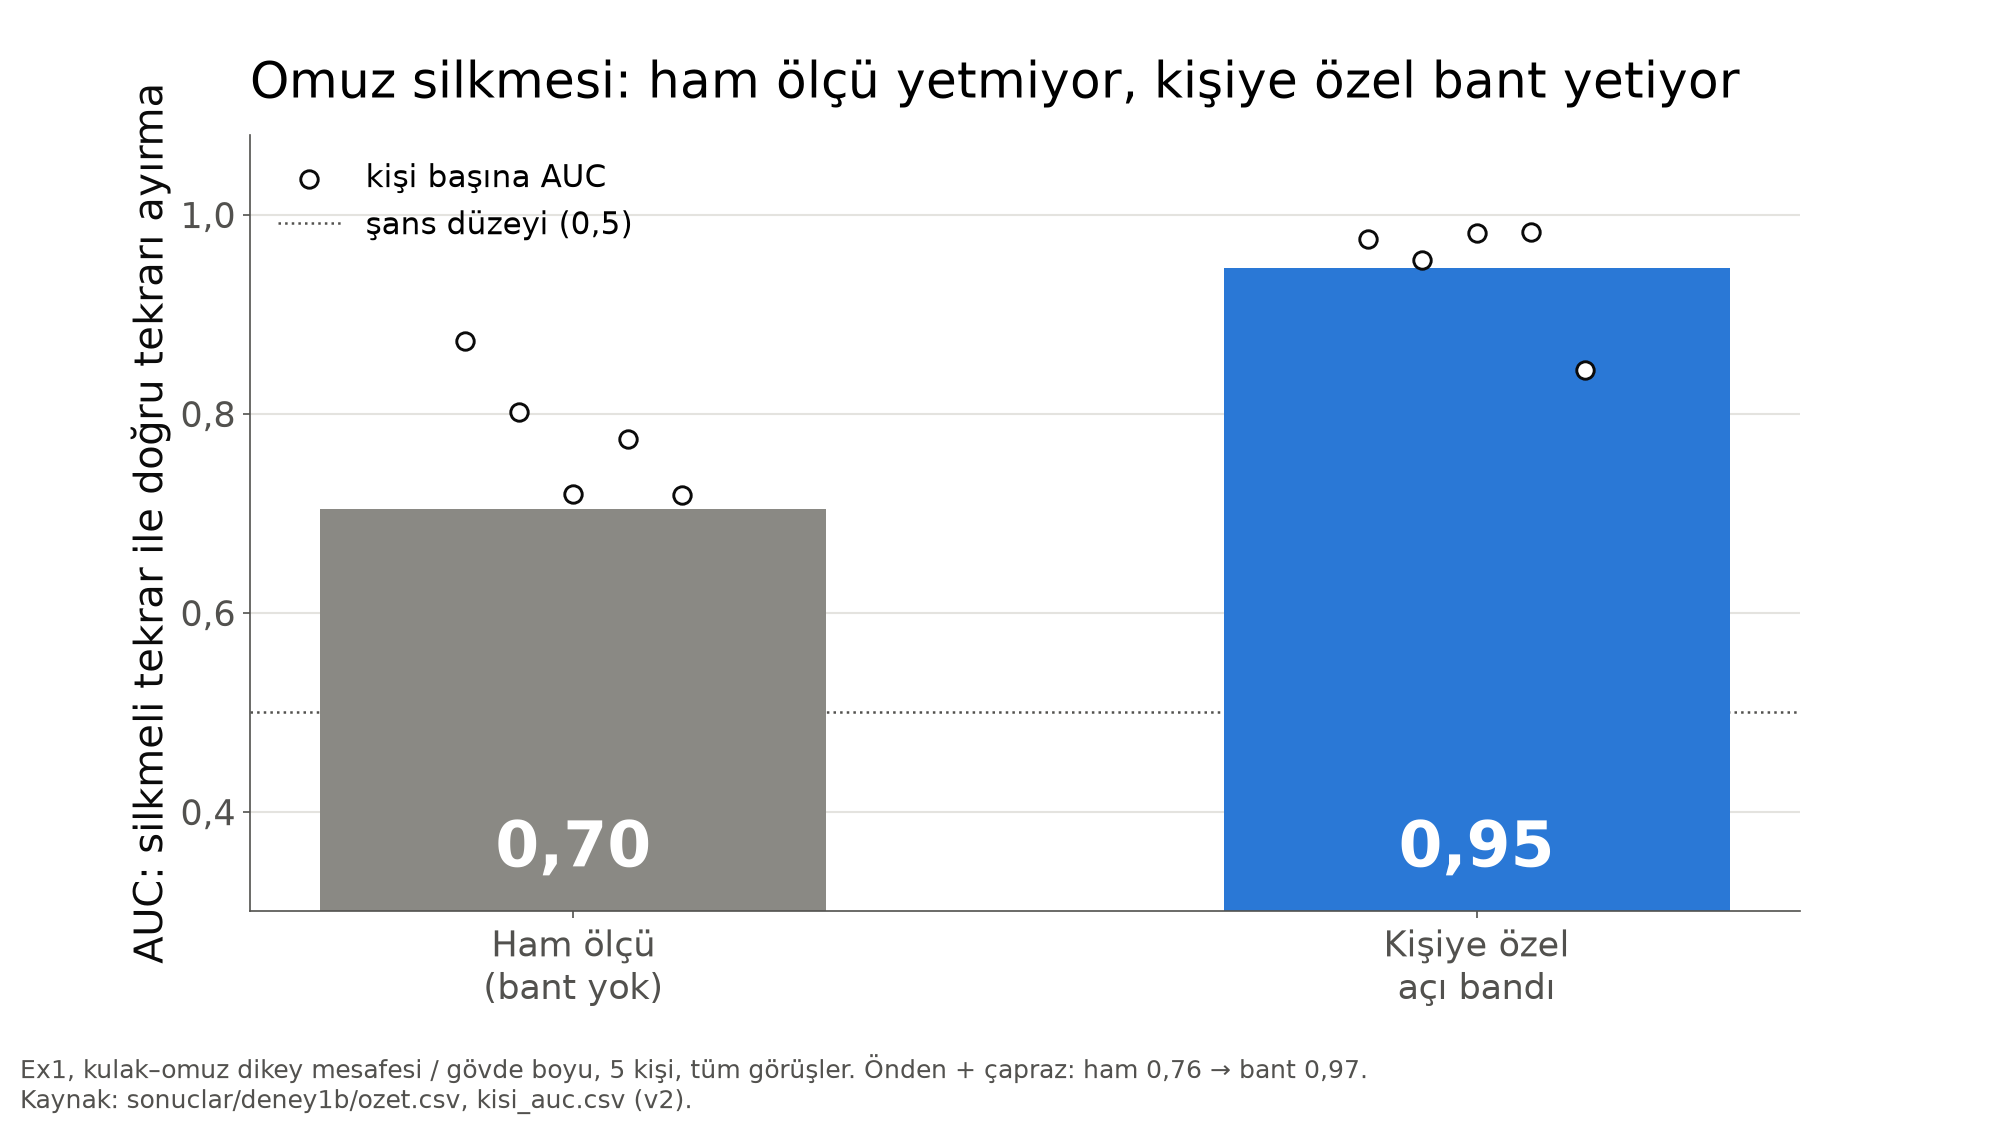 Omuz silkmesi: ham ölçü yetmiyor, kişiye özel bant yetiyor
AUC: silkmeli tekrar ile doğru tekrarı ayırma
kişi başına AUC
şans düzeyi (0,5)
1,0
0,8
0,6
0,4
0,70
0,95
Ham ölçü
(bant yok)
Kişiye özel
açı bandı
Ex1, kulak–omuz dikey mesafesi / gövde boyu, 5 kişi, tüm görüşler. Önden + çapraz: ham 0,76 → bant 0,97.
Kaynak: sonuclar/deney1b/ozet.csv, kisi_auc.csv (v2).